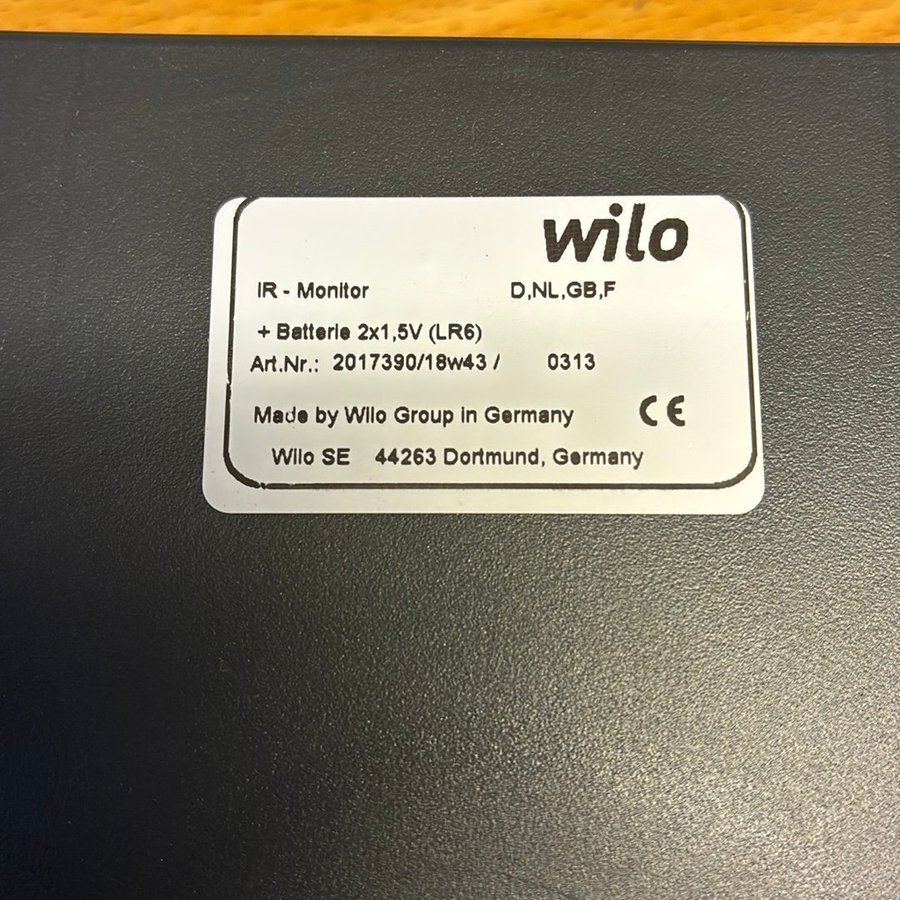 wilo
IR - Monitor D,NL,GB,F
+ Batterie 2x1,5V (LR6)
Art.Nr.: 2017390/18w43 / 0313
Made by Wilo Group in Germany CE
Wilo SE 44263 Dortmund, Germany